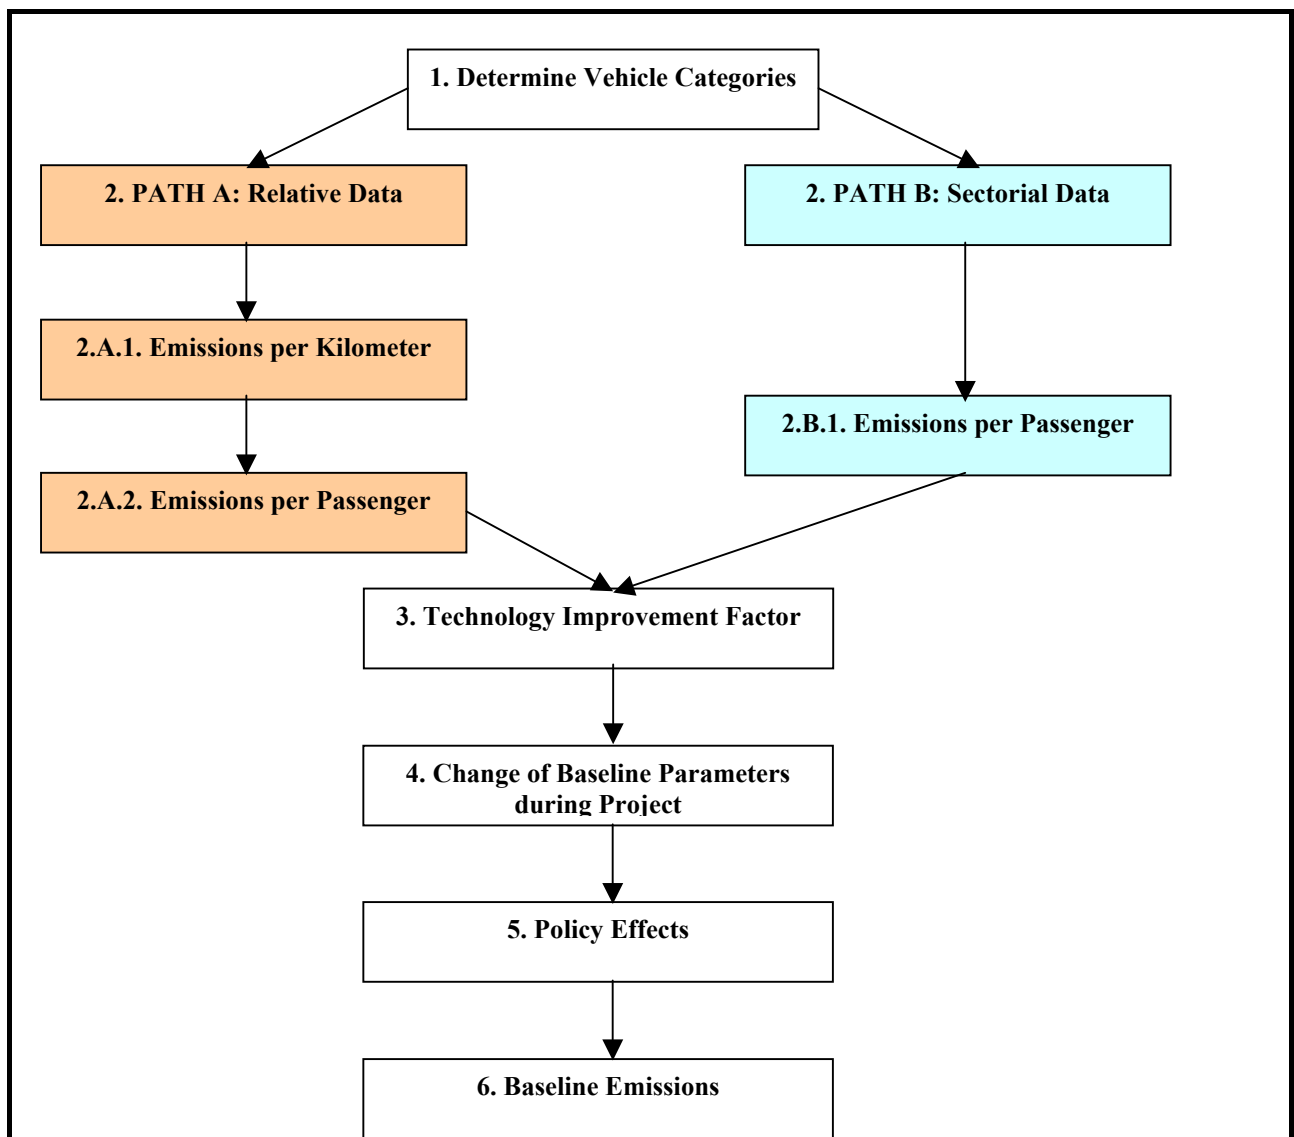 1. Determine Vehicle Categories
2. PATH A: Relative Data
2. PATH B: Sectorial Data
2.A.1. Emissions per Kilometer
2.B.1. Emissions per Passenger
2.A.2. Emissions per Passenger
3. Technology Improvement Factor
4. Change of Baseline Parameters
during Project
5. Policy Effects
6. Baseline Emissions